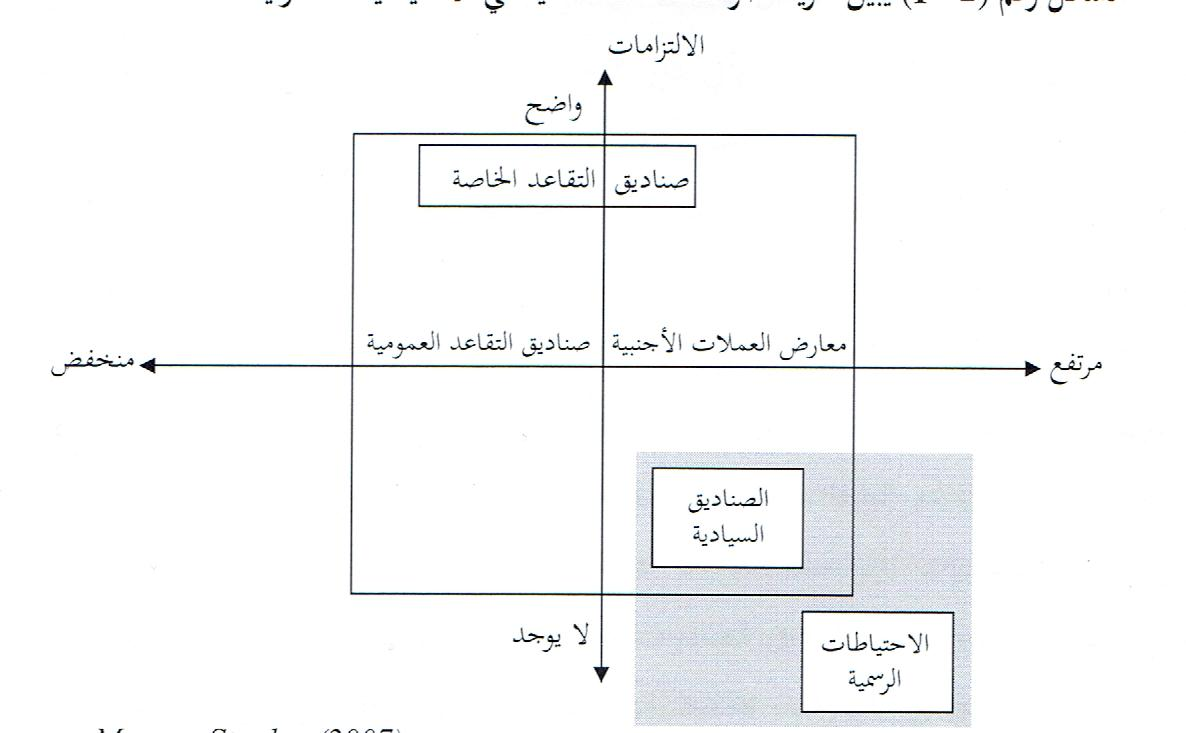 الالتزامات
واضح
صناديق التقاعد الخاصة
معارض العملات الأجنبية صناديق التقاعد العمومية
مرتفع
منخفض
الصناديق
السيادية
لا يوجد
الاحتياطات
الرسمية